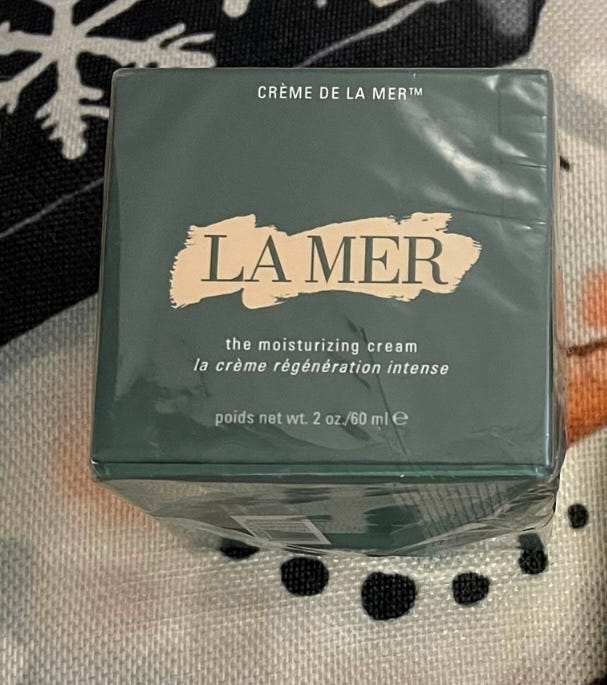 CRÈME DE LA MER™
LA MER
the moisturizing cream
la crème régénération intense
poids net wt. 2 oz./60 ml ℮